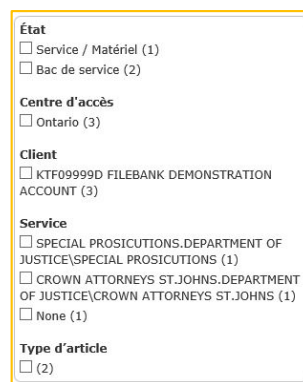 État
Service / Matériel (1)
Bac de service (2)
Centre d'accès
Ontario (3)
Client
KTF09999D FILEBANK DEMONSTRATION
ACCOUNT (3)
Service
SPECIAL PROSICUTIONS.DEPARTMENT OF
JUSTICE\SPECIAL PROSICUTIONS (1)
CROWN ATTORNEYS ST.JOHNS.DEPARTMENT
OF JUSTICE\CROWN ATTORNEYS ST.JOHNS (1)
None (1)
Type d’article
(2)